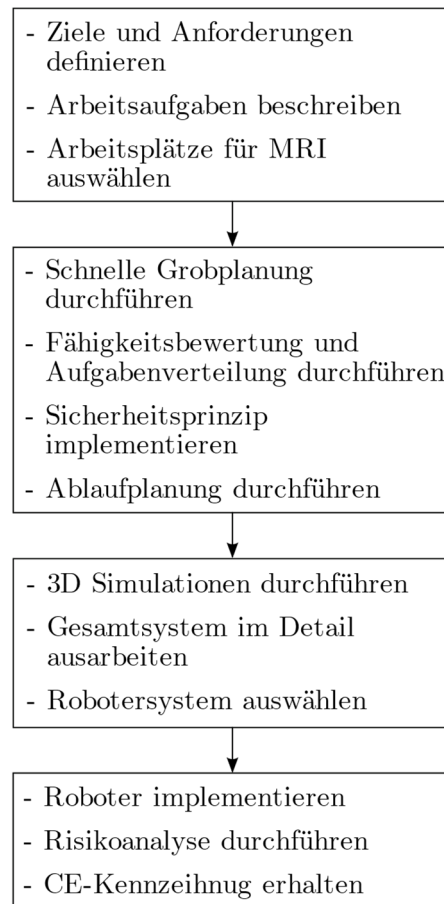 - Ziele und Anforderungen
definieren
- Arbeitsaufgaben beschreiben
- Arbeitsplätze für MRI
auswählen
- Schnelle Grobplanung
durchführen
- Fähigkeitsbewertung und
Aufgabenverteilung durchführen
- Sicherheitsprinzip
implementieren
- Ablaufplanung durchführen
- 3D Simulationen durchführen
- Gesamtsystem im Detail
ausarbeiten
- Robotersystem auswählen
- Roboter implementieren
- Risikoanalyse durchführen
- CE-Kennzeihnug erhalten